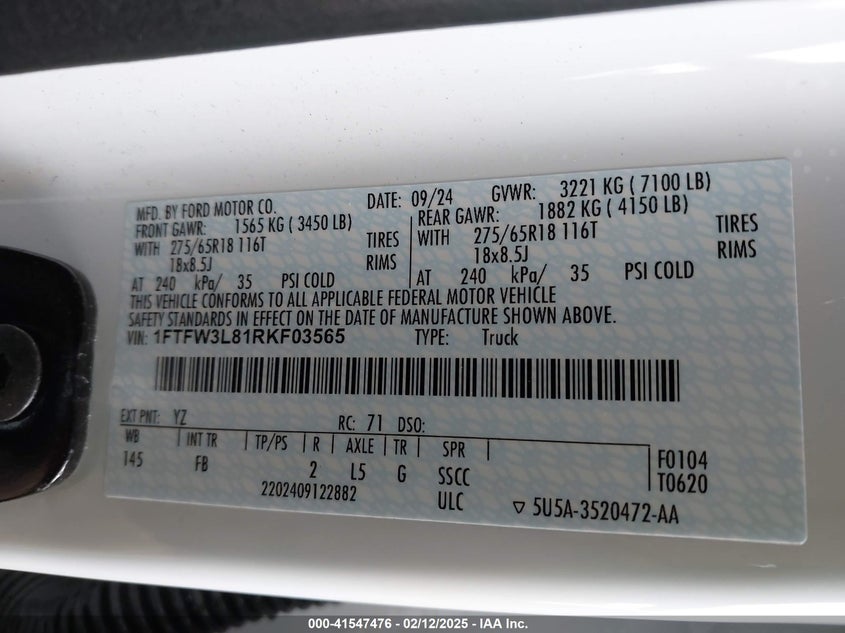 MFD. BY FORD MOTOR CO. DATE: 09/24 GVWR: 3221 KG ( 7100 LB)
FRONT GAWR: 1565 KG ( 3450 LB) REAR GAWR: 1882 KG ( 4150 LB)
WITH 275/65R18 116T TIRES WITH 275/65R18 116T TIRES
18x8.5J RIMS 18x8.5J RIMS
AT 240 kPa/ 35 PSI COLD AT 240 kPa/ 35 PSI COLD
THIS VEHICLE CONFORMS TO ALL APPLICABLE FEDERAL MOTOR VEHICLE
SAFETY STANDARDS IN EFFECT ON THE DATE OF MANUFACTURE SHOWN ABOVE.
VIN: 1FTFW3L81RKF03565 TYPE: Truck
EXT PNT: YZ RC: 71 DSO:
WB INT TR TP/PS R AXLE TR SPR F0104
145 FB 2 L5 G SSCC T0620
2202409122882 ULC ▽ 5U5A-3520472-AA
000-41547476 - 02/12/2025 - IAA Inc.